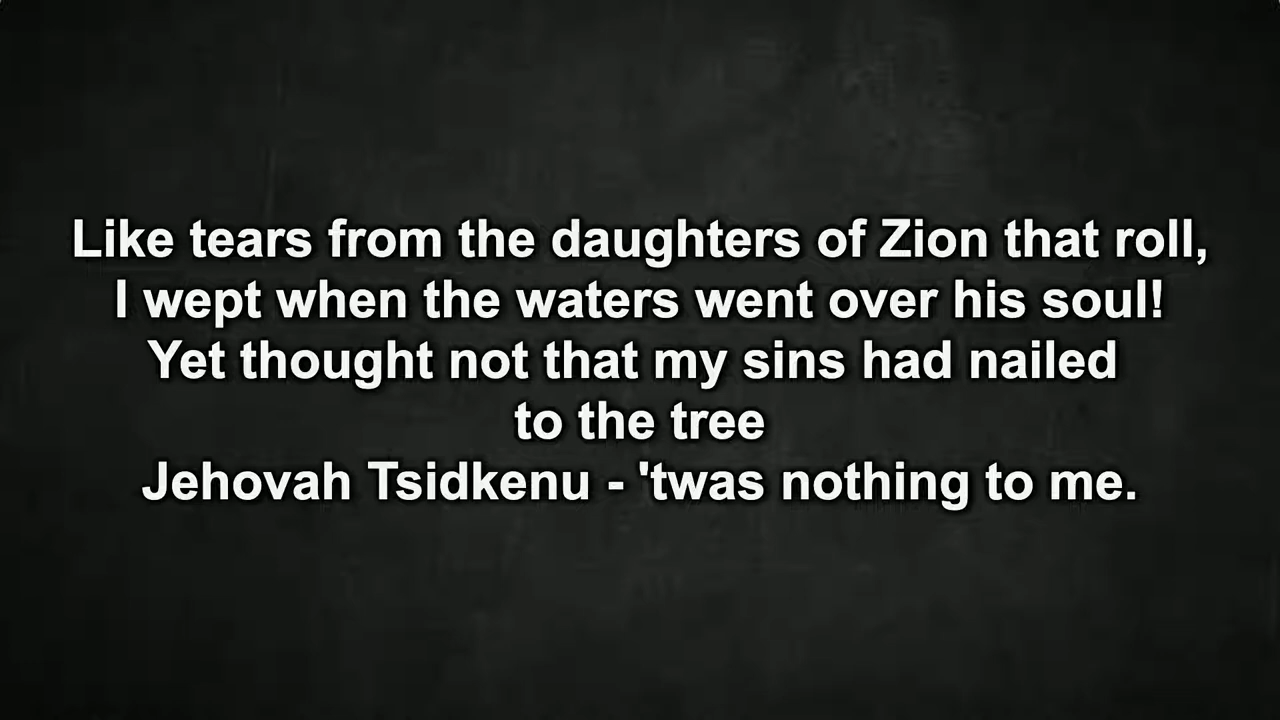 Like tears from the daughters of Zion that roll,
I wept when the waters went over his soul!
Yet thought not that my sins had nailed
to the tree
Jehovah Tsidkenu - 'twas nothing to me.